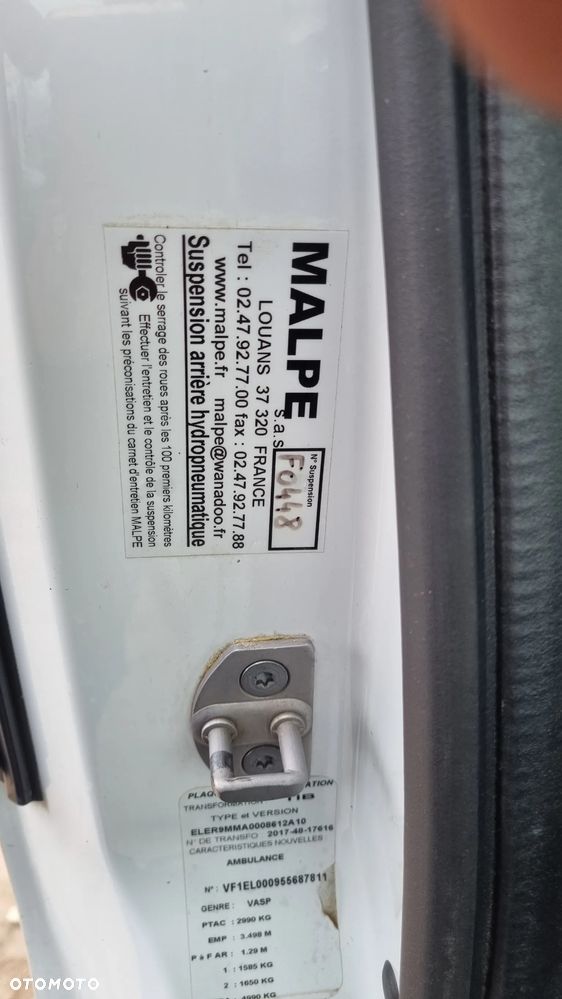 MALPE s.a.s
N° Suspension
F0448
LOUANS 37 320 FRANCE
Tel : 02.47.92.77.00 fax : 02.47.92.77.88
www.malpe.fr malpe@wanadoo.fr
Suspension arrière hydropneumatique
Controler le serrage des roues après les 100 premiers kilomètres
Effectuer l'entretien et le contrôle de la suspension
suivant les préconisations du carnet d'entretien MALPE
TRANSFORMATION
TYPE et VERSION
ELER9MMA0008612A10
N° DE TRANSFO : 2017-48-17616
CARACTERISTIQUES NOUVELLES
AMBULANCE
N° : VF1EL000955687811
GENRE : VASP
PTAC : 2990 KG
EMP : 3.498 M
P à F AR : 1.29 M
1 : 1585 KG
2 : 1650 KG
4990 KG
OTOMOTO